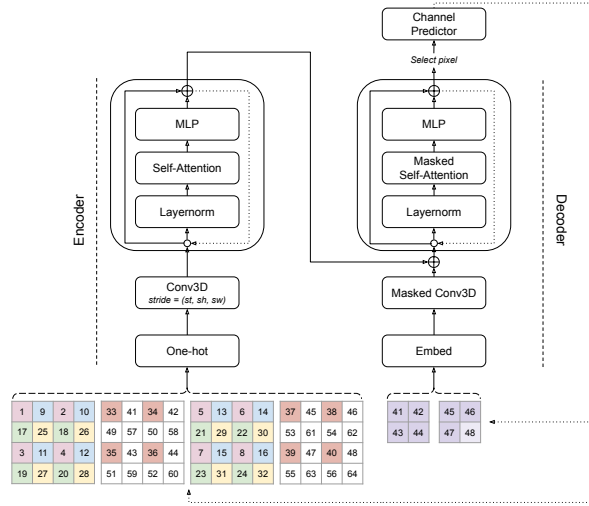 Channel
Predictor
Select pixel
MLP
Self-Attention
Layernorm
Encoder
Conv3D
stride = (st, sh, sw)
One-hot
MLP
Masked
Self-Attention
Layernorm
Decoder
Masked Conv3D
Embed
1 9 2 10
17 25 18 26
3 11 4 12
19 27 20 28
33 41 34 42
49 57 50 58
35 43 36 44
51 59 52 60
5 13 6 14
21 29 22 30
7 15 8 16
23 31 24 32
37 45 38 46
53 61 54 62
39 47 40 48
55 63 56 64
41 42
43 44
45 46
47 48